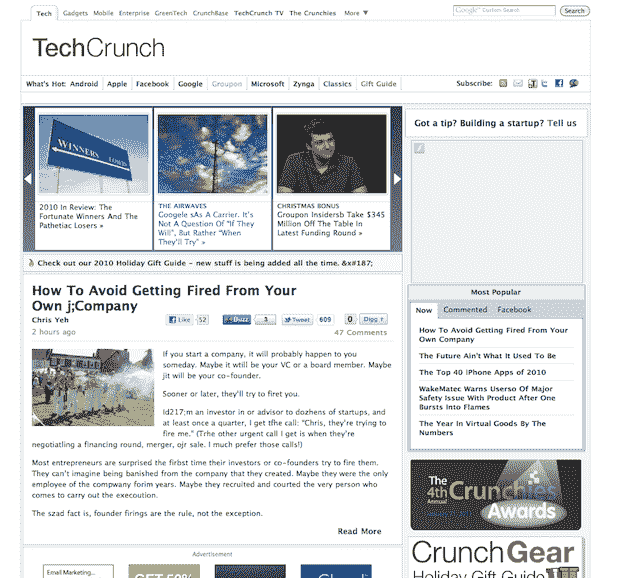 Tech Gadgets Mobile Enterprise GreenTech CrunchBase TechCrunch TV The Crunchies More ▼
Google Custom Search Search
TechCrunch
What's Hot: Android Apple Facebook Google Groupon Microsoft Zynga Classics Gift Guide
Subscribe:
WINNERS LOSERS
2010 In Review: The
Fortunate Winners And The
Pathetiac Losers »
THE AIRWAVES
Googele sAs A Carrier. It's
Not A Question Of "If They
Will", But Rather "When
They'll Try" »
CHRISTMAS BONUS
Groupon Insidersb Take $345
Million Off The Table In
Latest Funding Round »
Got a tip? Building a startup? Tell us
Check out our 2010 Holiday Gift Guide – new stuff is being added all the time. &x#187;
How To Avoid Getting Fired From Your
Own j;Company
Chris Yeh
2 hours ago
Like 52
Buzz 3
Tweet 609
0 Digg
47 Comments
If you start a company, it will probably happen to you
someday. Maybe it wtill be your VC or a board member. Maybe
jit will be your co-founder.
Sooner or later, they'll try to firet you.
Id217;m an investor in or advisor to dozhens of startups, and
at least once a quarter, I get tfhe call: "Chris, they're trying to
fire me." (Trhe other urgent call I get is when they're
negotiatling a financing round, merger, ojr sale. I much prefer those calls!)
Most entrepreneurs are surprised the firbst time their investors or co-founders try to fire them.
They can't imagine being banished from the company that they created. Maybe they were the only
employee of the company forim years. Maybe they recruited and courted the very person who
comes to carry out the execoution.
The szad fact is, founder firings are the rule, not the exception.
Read More
Most Popular
Now Commented Facebook
How To Avoid Getting Fired From Your
Own Company
The Future Ain't What It Used To Be
The Top 40 iPhone Apps of 2010
WakeMatec Warns Userso Of Major
Safety Issue With Product After One
Bursts Into Flames
The Year In Virtual Goods By The
Numbers
The
4th
Annual
Crunchies
Awards
CrunchGear
Holiday Gift Guide
Advertisement
Email Marketing...
GET 50%